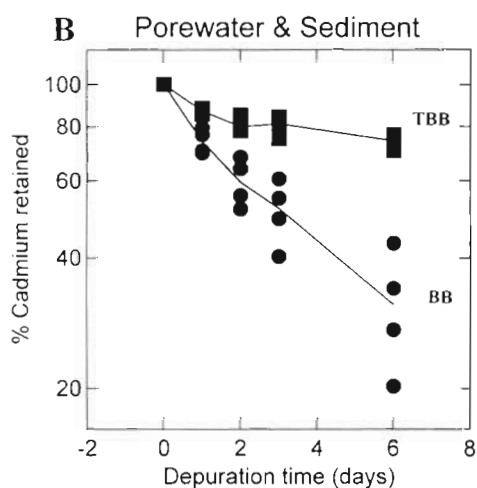 B Porewater & Sediment
100
80
60
40
20
% Cadmium retained
TBB
BB
-2 0 2 4 6 8
Depuration time (days)